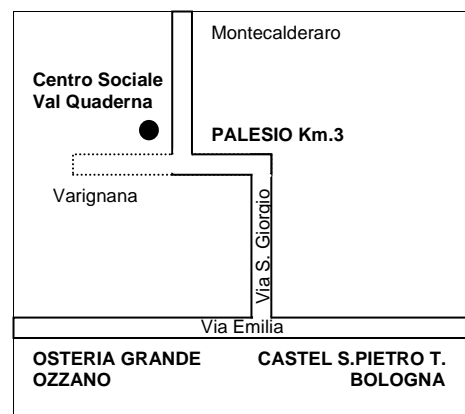 Montecalderaro
Centro Sociale
Val Quaderna
PALESIO Km.3
Varignana
Via S. Giorgio
Via Emilia
OSTERIA GRANDE
OZZANO
CASTEL S.PIETRO T.
BOLOGNA